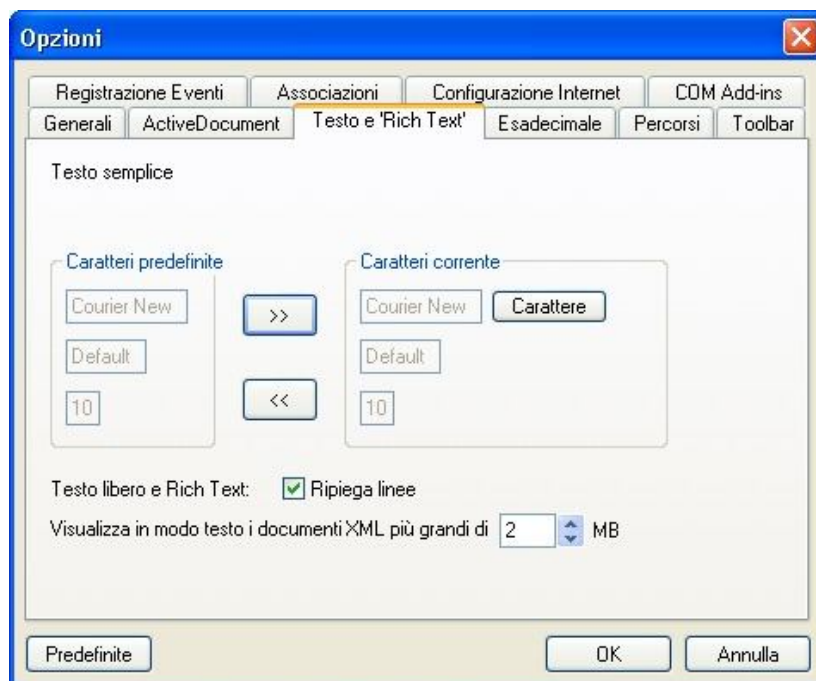 Opzioni
Registrazione Eventi Associazioni Configurazione Internet COM Add-ins
Generali ActiveDocument Testo e 'Rich Text' Esadecimale Percorsi Toolbar
Testo semplice
Caratteri predefinite Caratteri corrente
Courier New >> Courier New Carattere
Default Default
10 << 10
Testo libero e Rich Text: Ripiega linee
Visualizza in modo testo i documenti XML più grandi di 2 MB
Predefinite OK Annulla